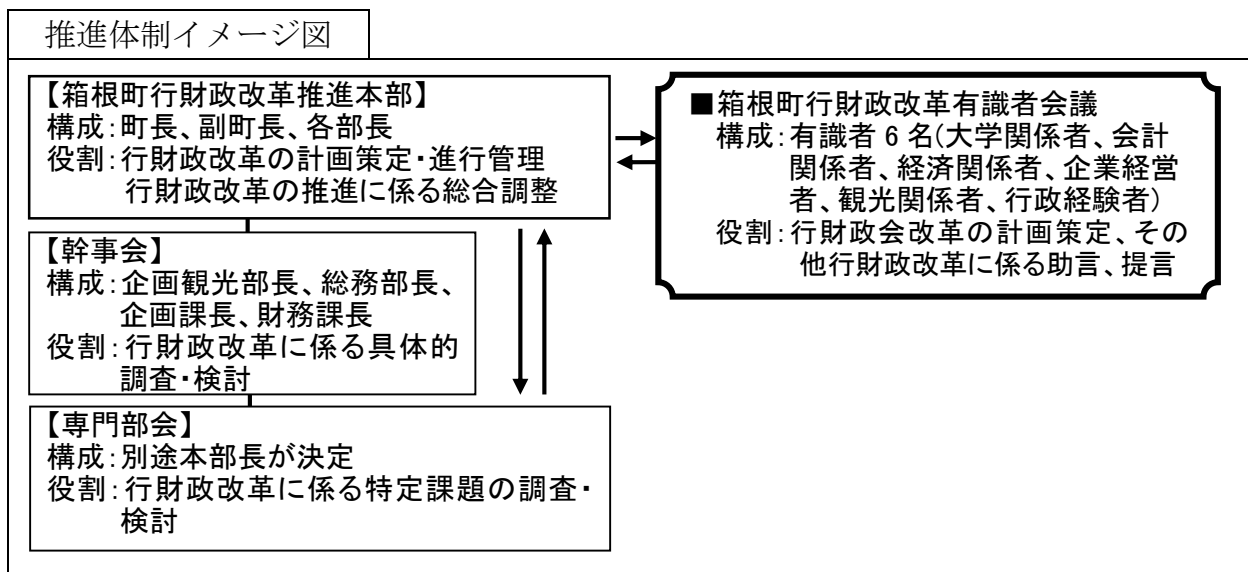 推進体制イメージ図
【箱根町行財政改革推進本部】
構成：町長、副町長、各部長
役割：行財政改革の計画策定・進行管理
行財政改革の推進に係る総合調整
【幹事会】
構成：企画観光部長、総務部長、
企画課長、財務課長
役割：行財政改革に係る具体的
調査・検討
【専門部会】
構成：別途本部長が決定
役割：行財政改革に係る特定課題の調査・
検討
■箱根町行財政改革有識者会議
構成：有識者 6 名(大学関係者、会計
関係者、経済関係者、企業経営
者、観光関係者、行政経験者)
役割：行財政会改革の計画策定、その
他行財政改革に係る助言、提言